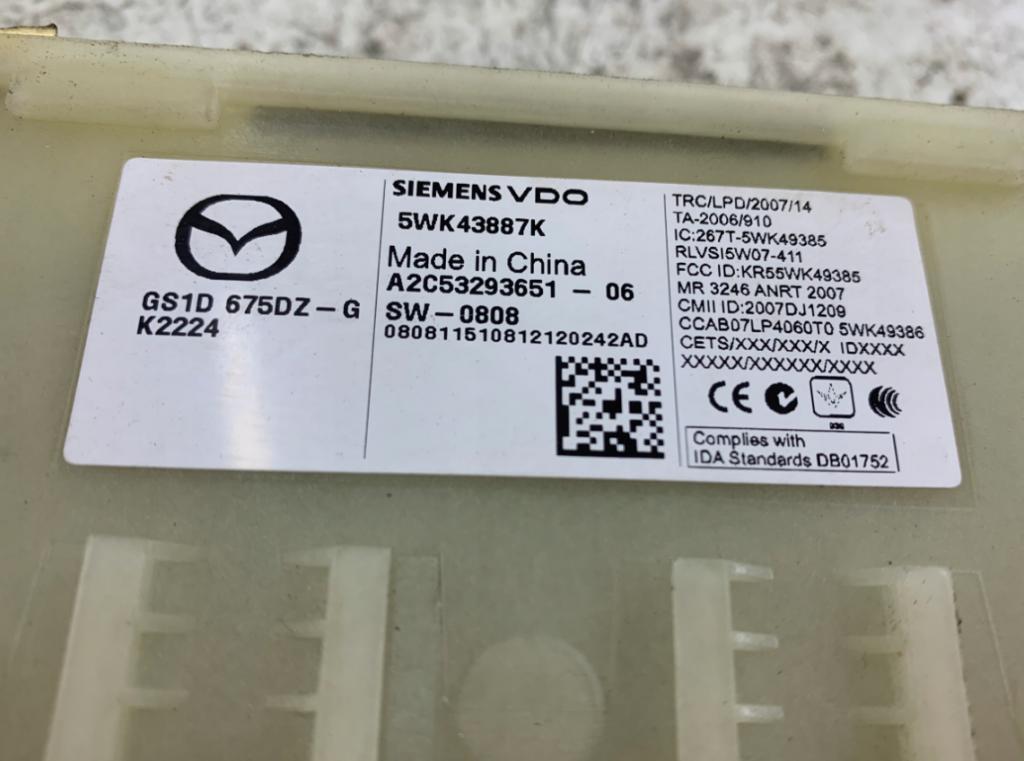 GS1D 675DZ-G
K2224
SIEMENS VDO
5WK43887K
Made in China
A2C53293651 - 06
SW-0808
080811510812120242AD
TRC/LPD/2007/14
TA-2006/910
IC:267T-5WK49385
RLVSI5W07-411
FCC ID:KR55WK49385
MR 3246 ANRT 2007
CMII ID:2007DJ1209
CCAB07LP4060T0 5WK49386
CETS/XXX/XXX/X IDXXXX
XXXXX/XXXXXX/XXXX
CE
Complies with
IDA Standards DB01752